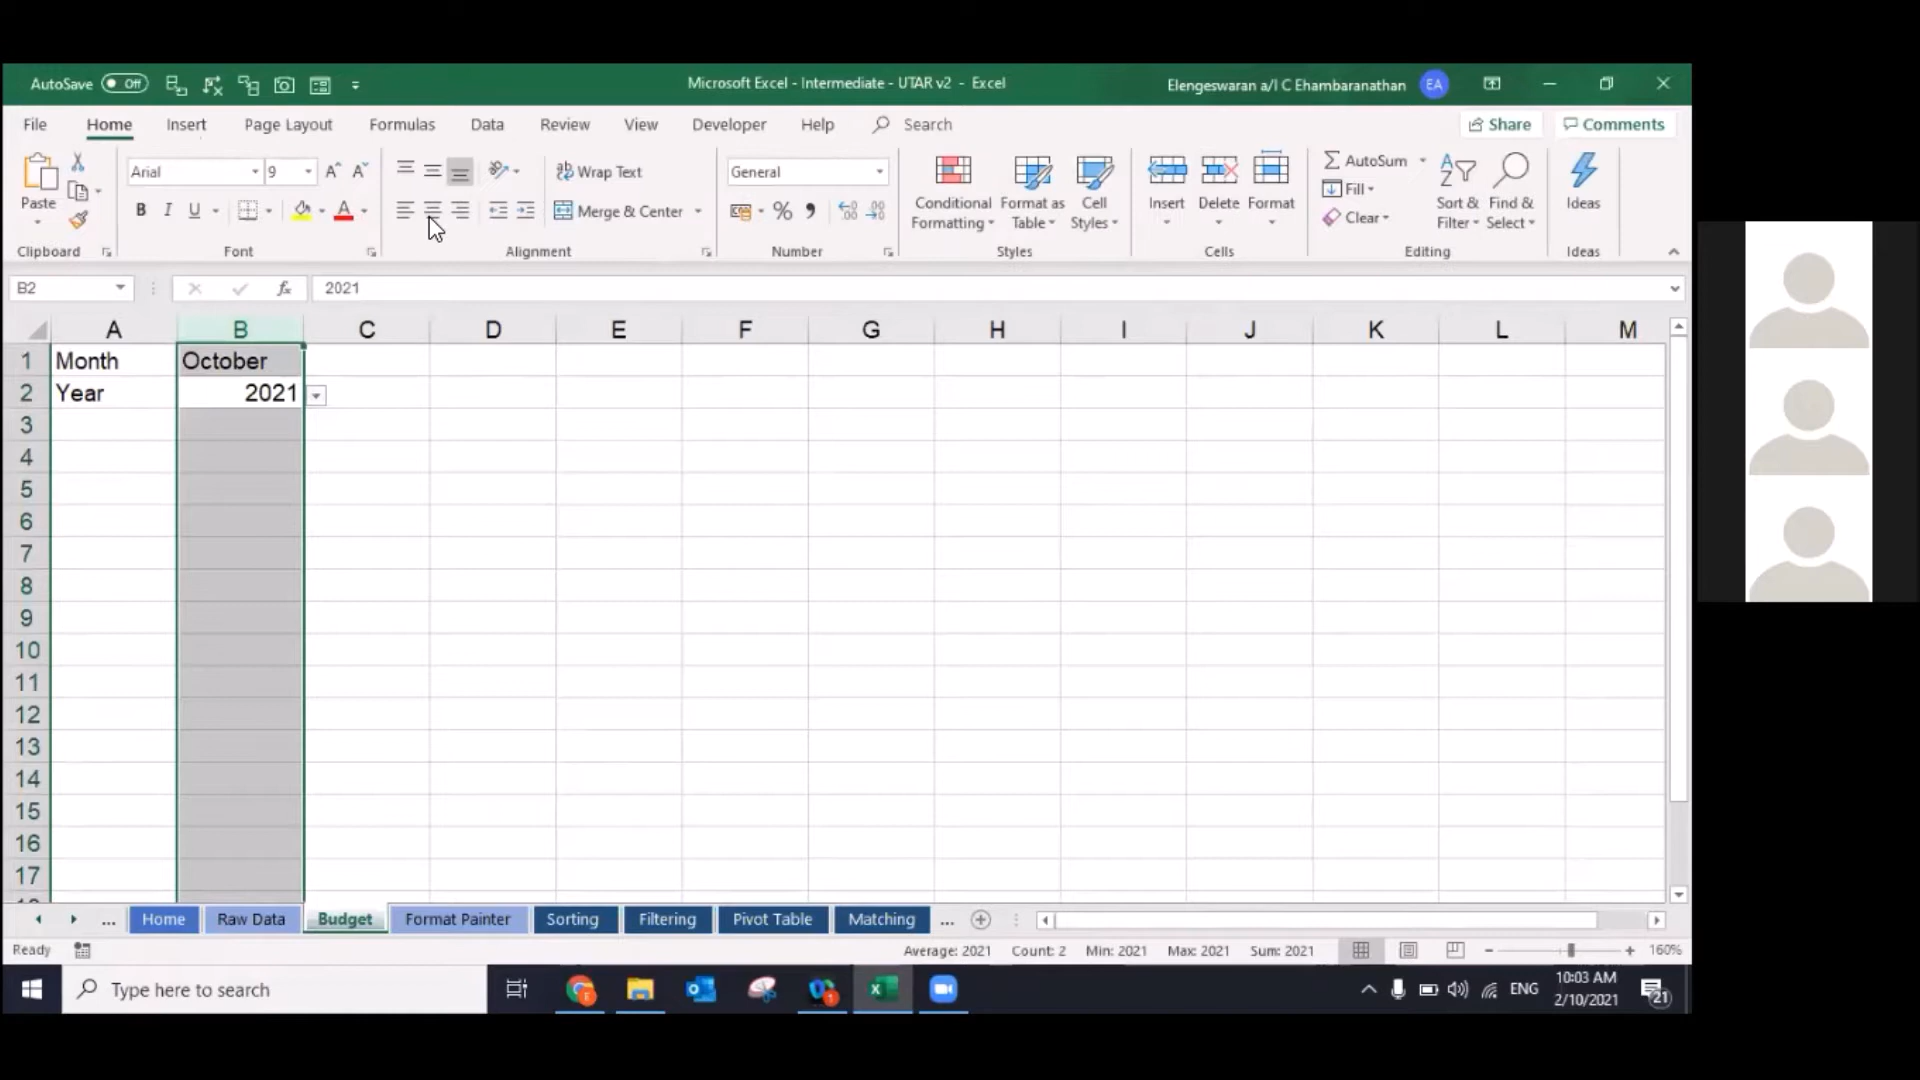 AutoSave Off Microsoft Excel - Intermediate - UTAR v2 - Excel Elengeswaran a/l C Ehambaranathan EA
File Home Insert Page Layout Formulas Data Review View Developer Help Search Share Comments
Arial 9 Wrap Text General AutoSum
Paste Conditional Format as Cell Insert Delete Format Fill Sort & Find & Ideas
B I U A Merge & Center % Formatting Table Styles Clear Filter Select
Clipboard Font Alignment Number Styles Cells Editing Ideas
B2 fx 2021
A B C D E F G H I J K L M
1 Month October
2 Year 2021
3
4
5
6
7
8
9
10
11
12
13
14
15
16
17
... Home Raw Data Budget Format Painter Sorting Filtering Pivot Table Matching ...
Ready Average: 2021 Count: 2 Min: 2021 Max: 2021 Sum: 2021 160%
Type here to search ENG 10:03 AM 21
2/10/2021